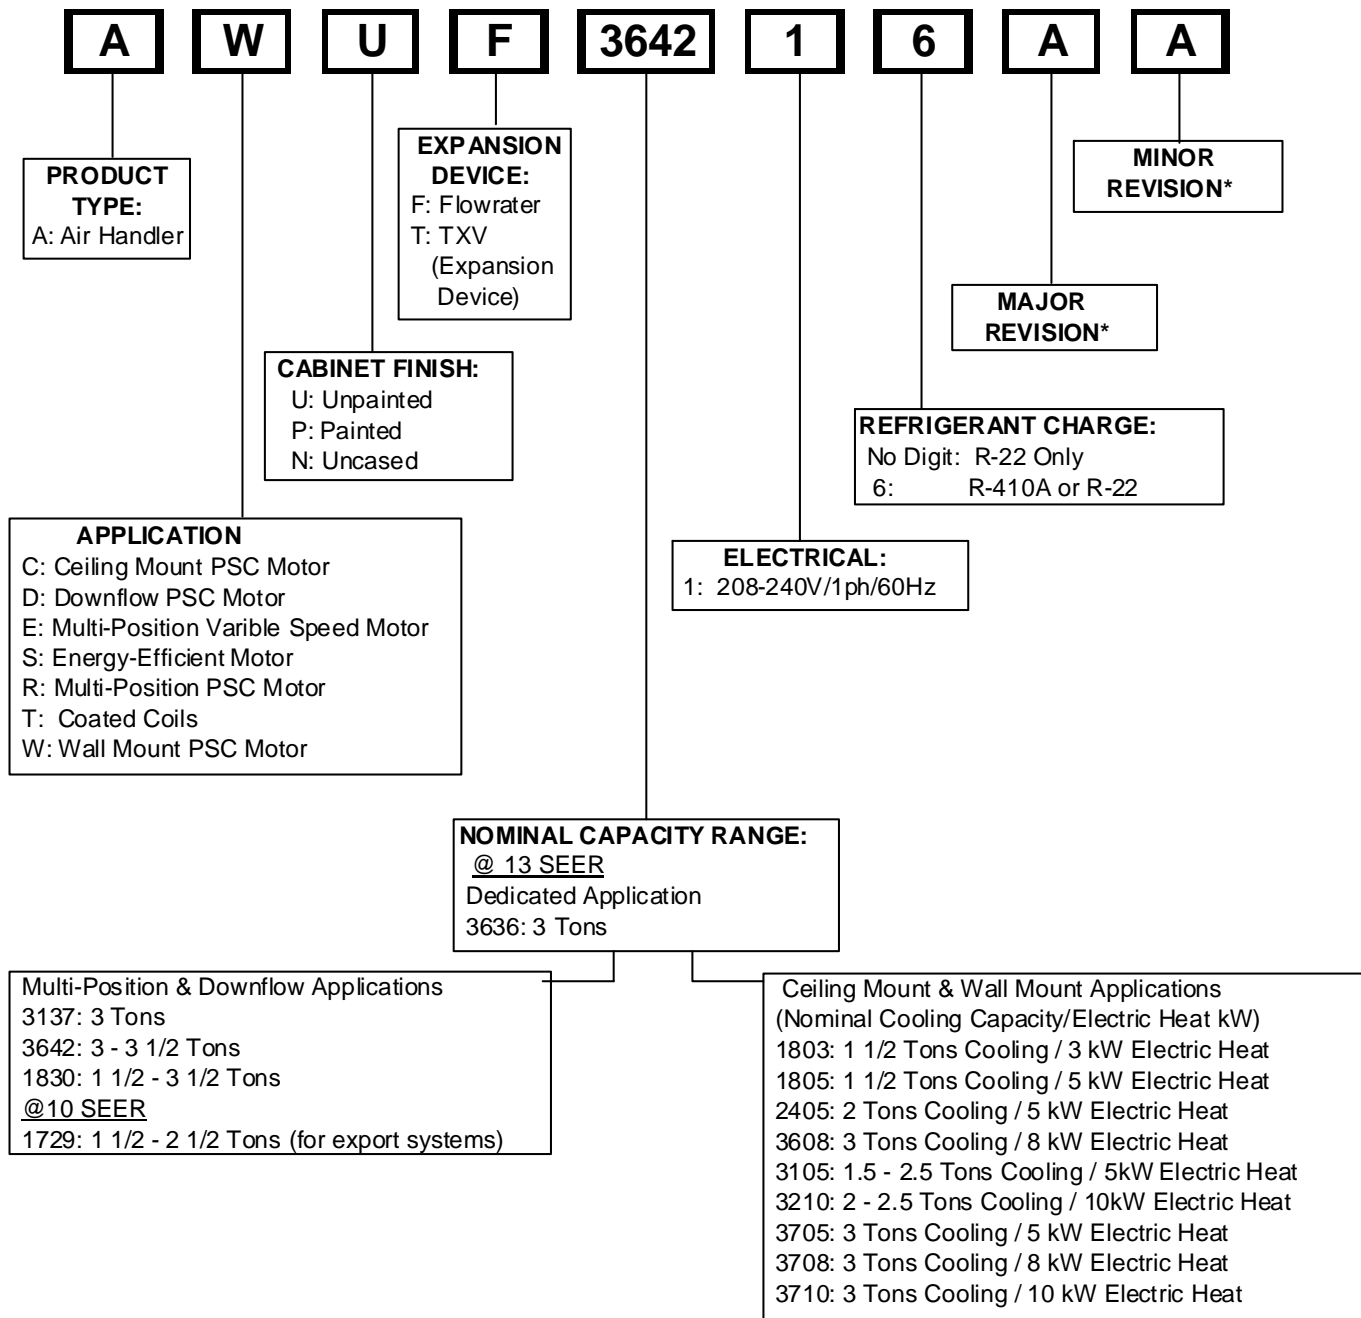 A W U F 3642 1 6 A A
PRODUCT
TYPE:
A: Air Handler
EXPANSION
DEVICE:
F: Flowrater
T: TXV
(Expansion
Device)
MINOR
REVISION*
MAJOR
REVISION*
CABINET FINISH:
U: Unpainted
P: Painted
N: Uncased
REFRIGERANT CHARGE:
No Digit: R-22 Only
6: R-410A or R-22
APPLICATION
C: Ceiling Mount PSC Motor
D: Downflow PSC Motor
E: Multi-Position Varible Speed Motor
S: Energy-Efficient Motor
R: Multi-Position PSC Motor
T: Coated Coils
W: Wall Mount PSC Motor
ELECTRICAL:
1: 208-240V/1ph/60Hz
NOMINAL CAPACITY RANGE:
@ 13 SEER
Dedicated Application
3636: 3 Tons
Multi-Position & Downflow Applications
3137: 3 Tons
3642: 3 - 3 1/2 Tons
1830: 1 1/2 - 3 1/2 Tons
@10 SEER
1729: 1 1/2 - 2 1/2 Tons (for export systems)
Ceiling Mount & Wall Mount Applications
(Nominal Cooling Capacity/Electric Heat kW)
1803: 1 1/2 Tons Cooling / 3 kW Electric Heat
1805: 1 1/2 Tons Cooling / 5 kW Electric Heat
2405: 2 Tons Cooling / 5 kW Electric Heat
3608: 3 Tons Cooling / 8 kW Electric Heat
3105: 1.5 - 2.5 Tons Cooling / 5kW Electric Heat
3210: 2 - 2.5 Tons Cooling / 10kW Electric Heat
3705: 3 Tons Cooling / 5 kW Electric Heat
3708: 3 Tons Cooling / 8 kW Electric Heat
3710: 3 Tons Cooling / 10 kW Electric Heat